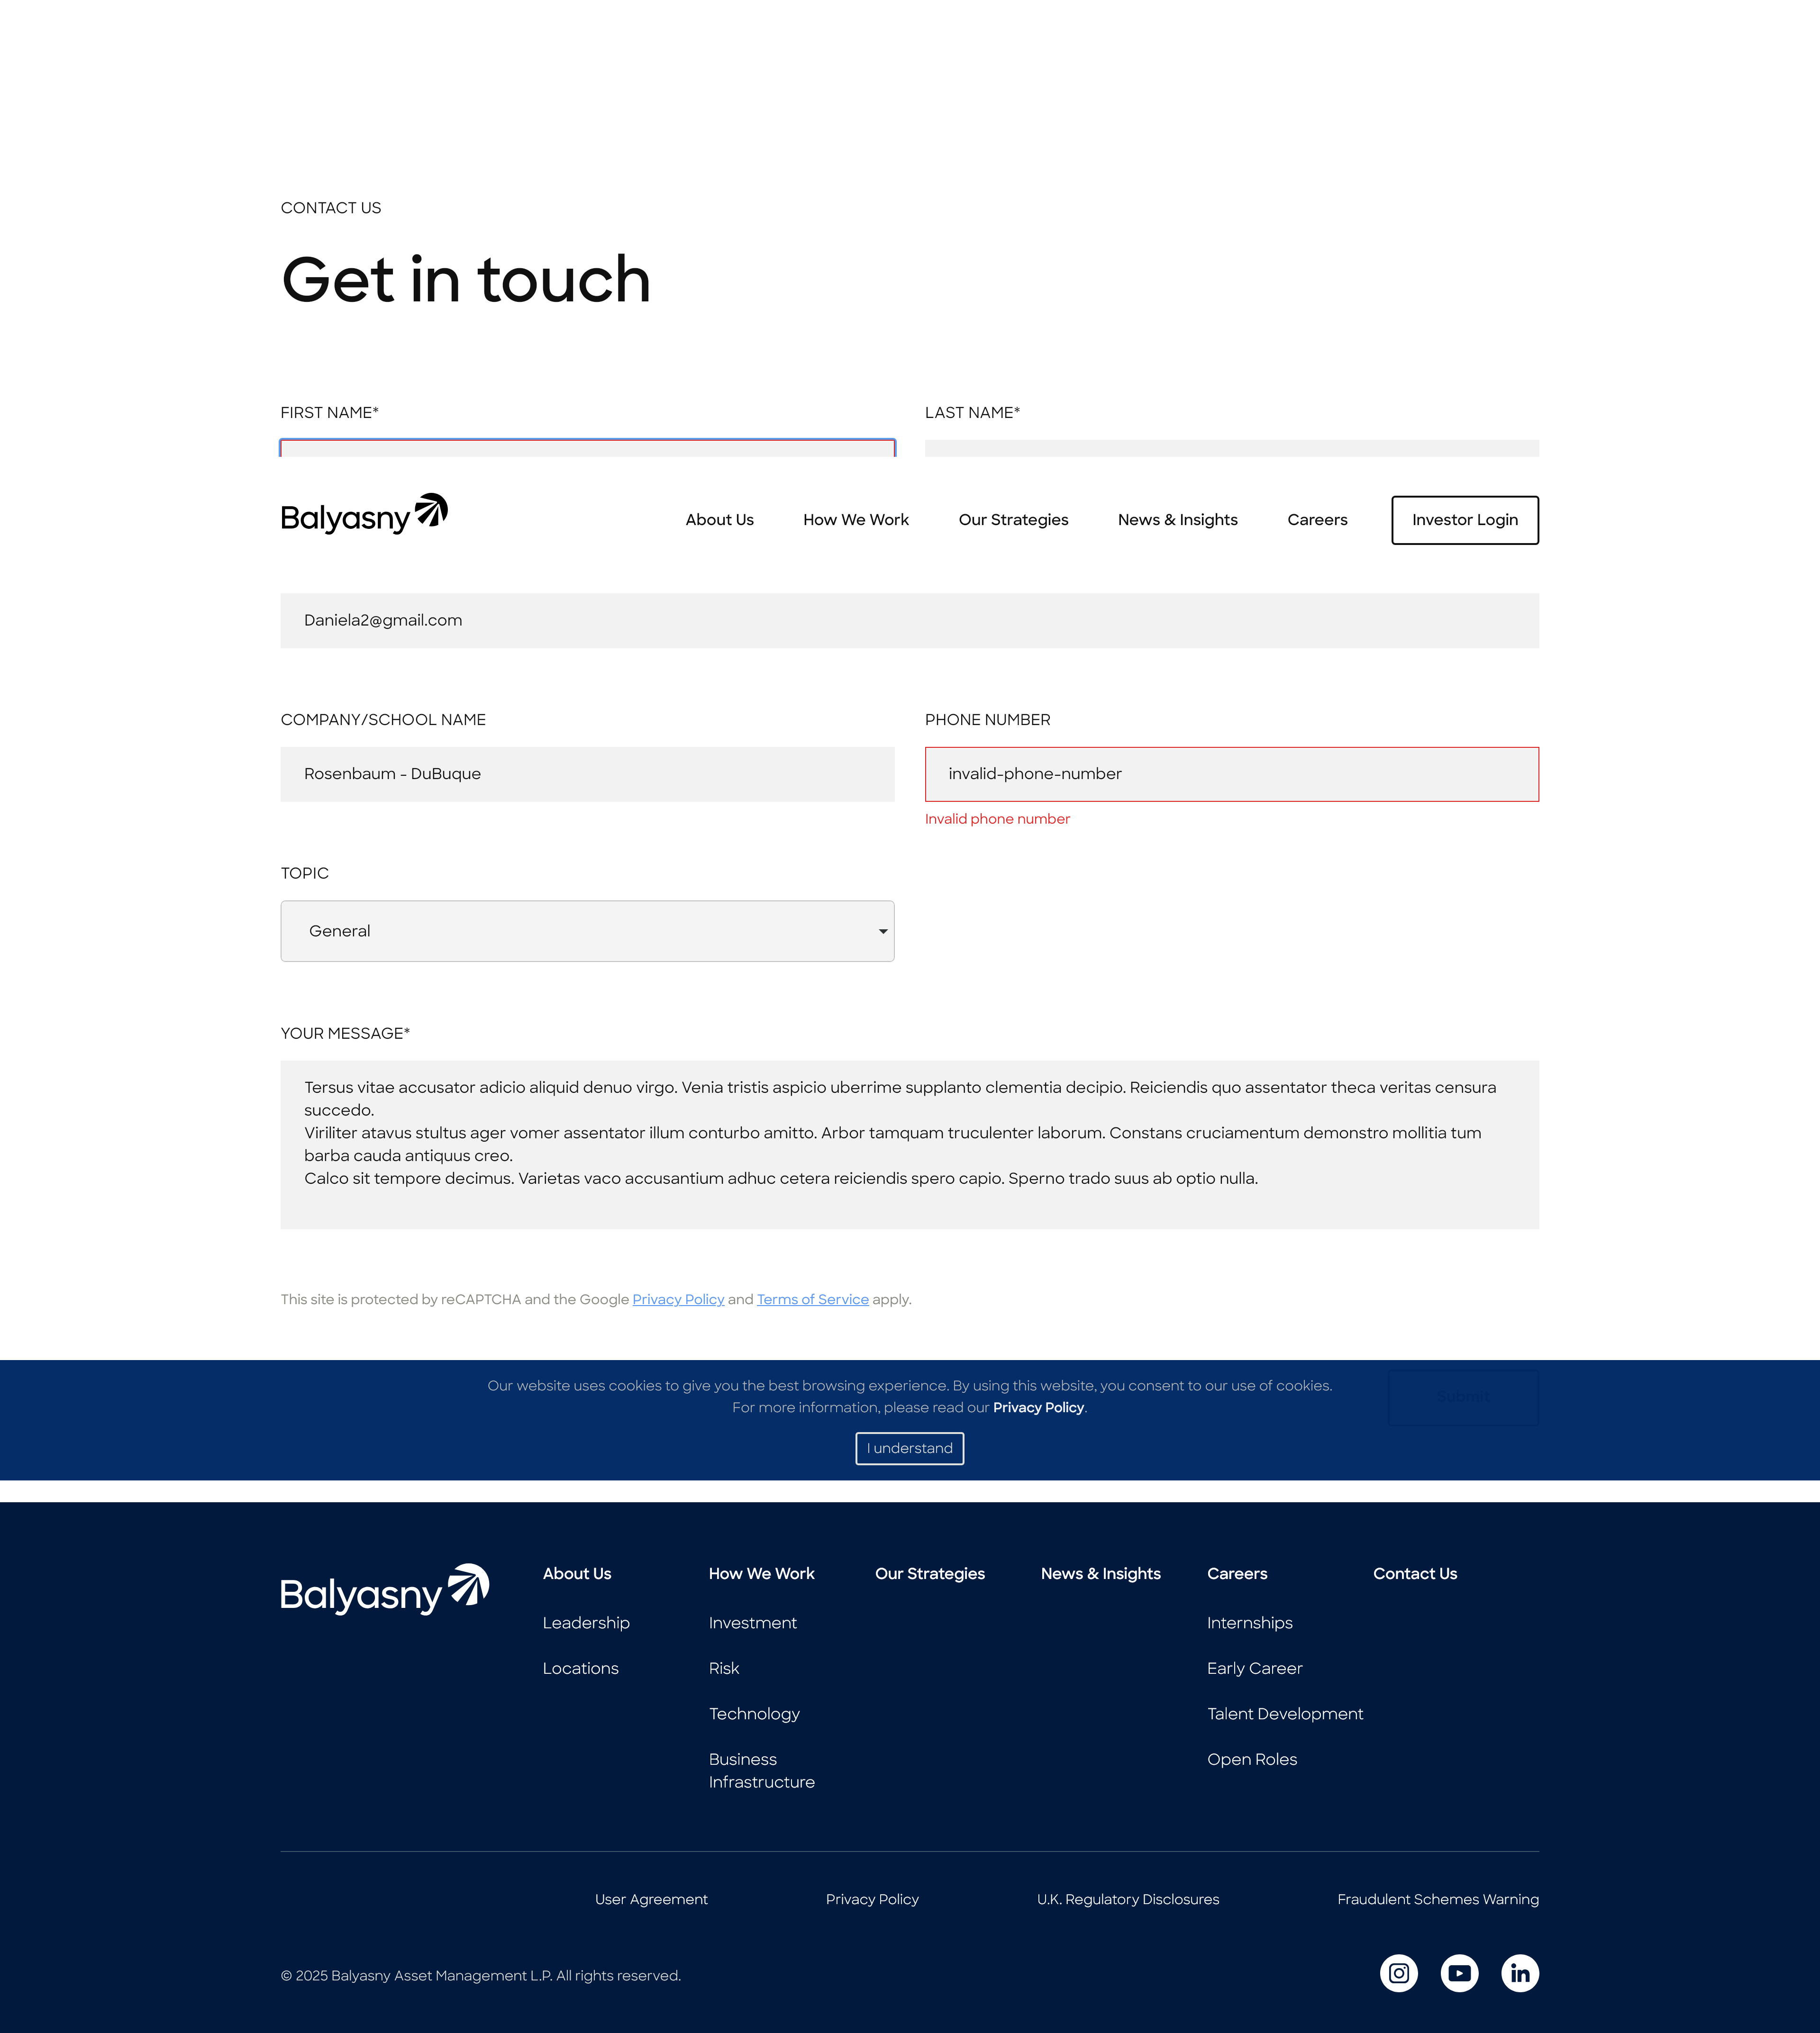 CONTACT US
Get in touch
FIRST NAME* LAST NAME*
Balyasny About Us How We Work Our Strategies News & Insights Careers Investor Login
Daniela2@gmail.com
COMPANY/SCHOOL NAME PHONE NUMBER
Rosenbaum - DuBuque invalid-phone-number
Invalid phone number
TOPIC
General
YOUR MESSAGE*
Tersus vitae accusator adicio aliquid denuo virgo. Venia tristis aspicio uberrime supplanto clementia decipio. Reiciendis quo assentator theca veritas censura
succedo.
Viriliter atavus stultus ager vomer assentator illum conturbo amitto. Arbor tamquam truculenter laborum. Constans cruciamentum demonstro mollitia tum
barba cauda antiquus creo.
Calco sit tempore decimus. Varietas vaco accusantium adhuc cetera reiciendis spero capio. Sperno trado suus ab optio nulla.
This site is protected by reCAPTCHA and the Google Privacy Policy and Terms of Service apply.
Our website uses cookies to give you the best browsing experience. By using this website, you consent to our use of cookies.
Submit
For more information, please read our Privacy Policy.
I understand
Balyasny About Us How We Work Our Strategies News & Insights Careers Contact Us
Leadership Investment Internships
Locations Risk Early Career
Technology Talent Development
Business Open Roles
Infrastructure
User Agreement Privacy Policy U.K. Regulatory Disclosures Fraudulent Schemes Warning
© 2025 Balyasny Asset Management L.P. All rights reserved.
in